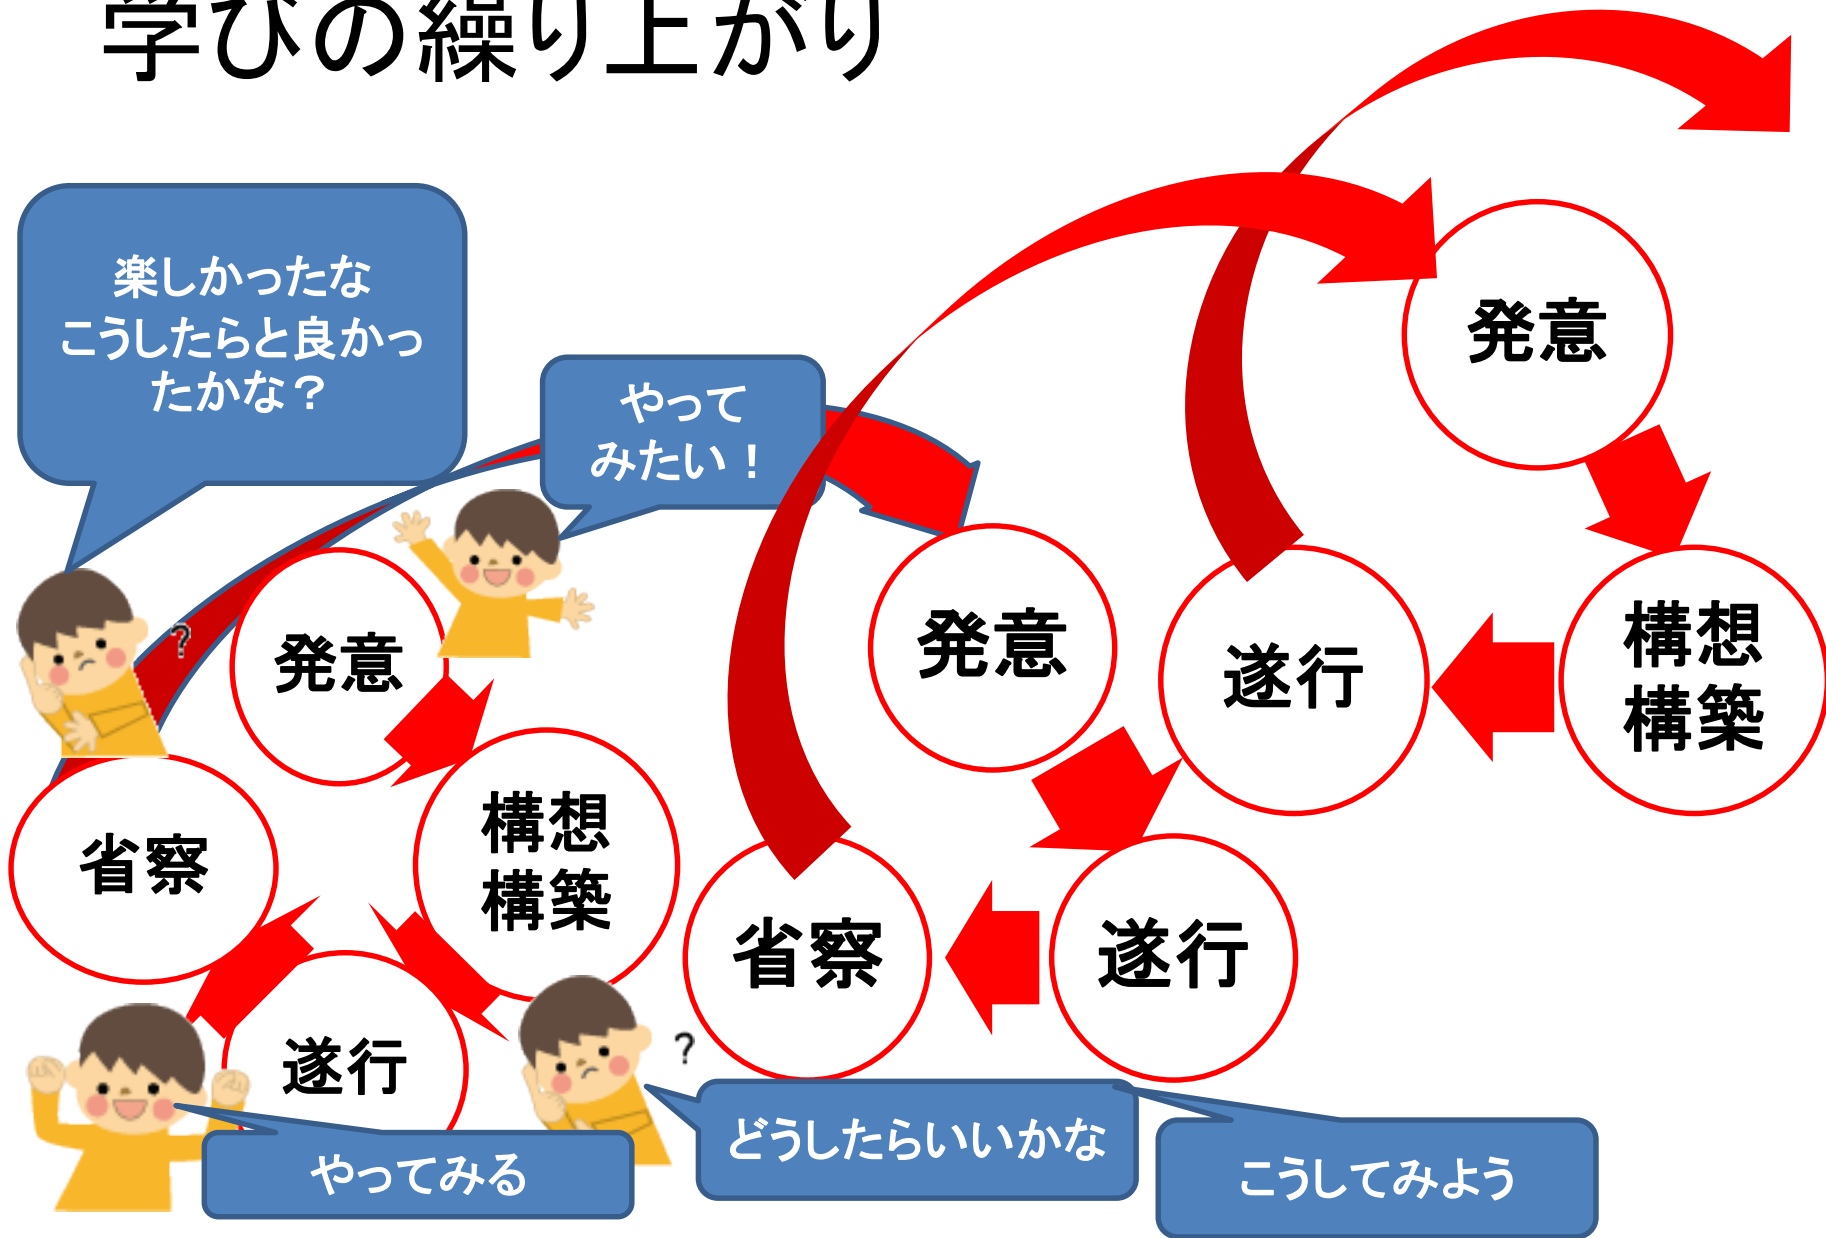 学びの繰り上がり
楽しかったな
こうしたらと良かっ
たかな？
やって
みたい！
発意
発意
発意
構想
構築
遂行
構想
構築
省察
遂行
省察
遂行
?
?
やってみる
どうしたらいいかな
こうしてみよう